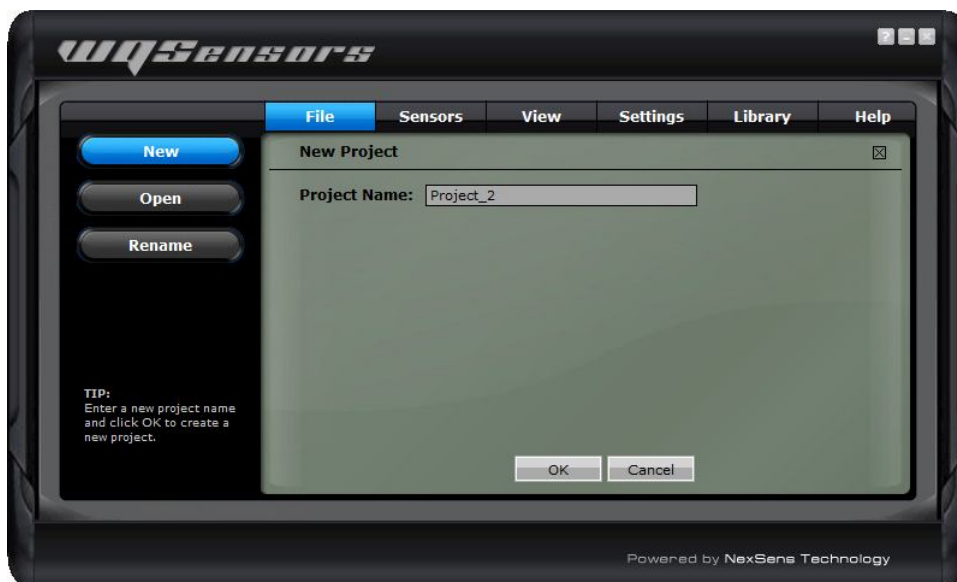 WQSensors
?
File Sensors View Settings Library Help
New
Open
Rename
New Project
Project Name: Project_2
TIP:
Enter a new project name
and click OK to create a
new project.
OK Cancel
Powered by NexSens Technology